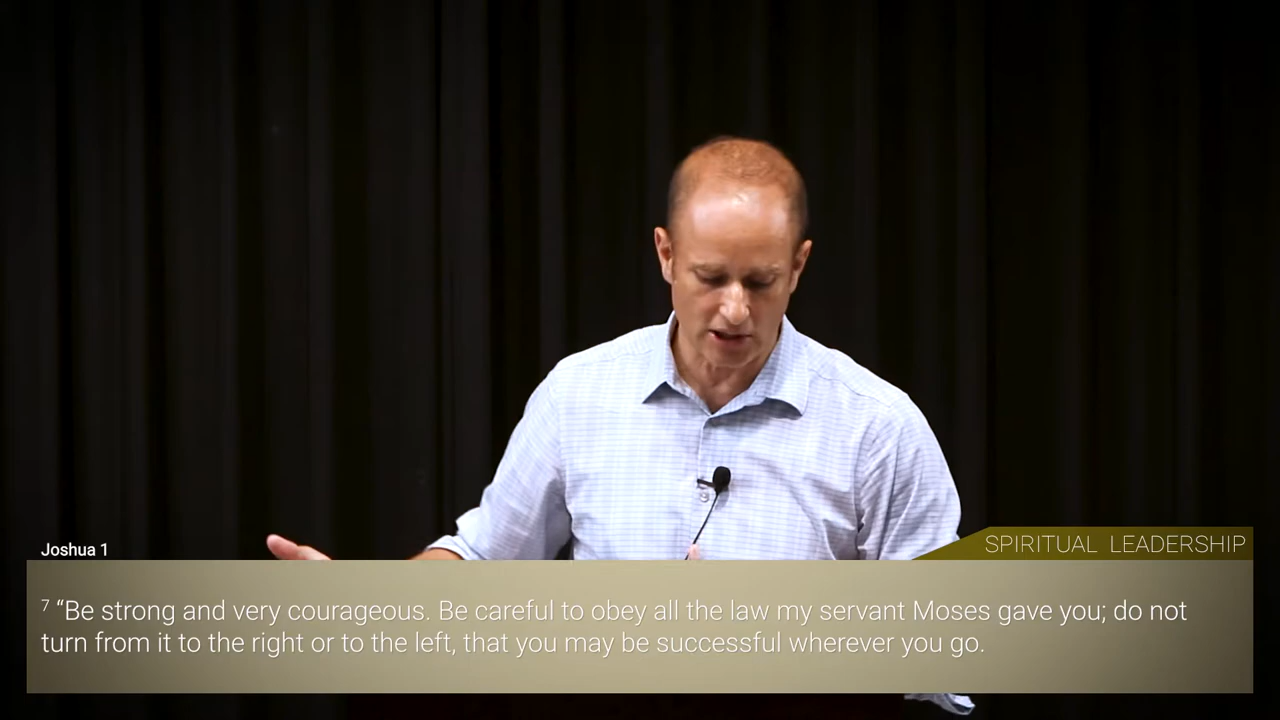 Joshua 1
SPIRITUAL LEADERSHIP
7 “Be strong and very courageous. Be careful to obey all the law my servant Moses gave you; do not
turn from it to the right or to the left, that you may be successful wherever you go.